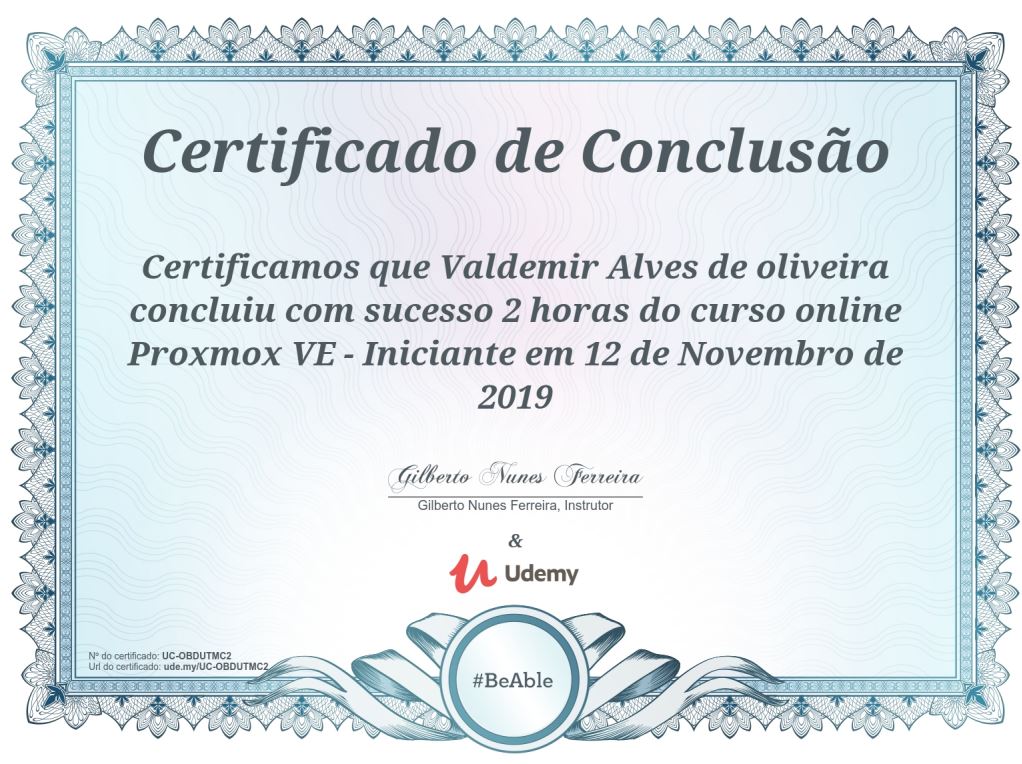 Certificado de Conclusão
Certificamos que Valdemir Alves de oliveira
concluiu com sucesso 2 horas do curso online
Proxmox VE - Iniciante em 12 de Novembro de
2019
Gilberto Nunes Ferreira
Gilberto Nunes Ferreira, Instrutor
&
Udemy
Nº do certificado: UC-OBDUTMC2
Url do certificado: ude.my/UC-OBDUTMC2
#BeAble